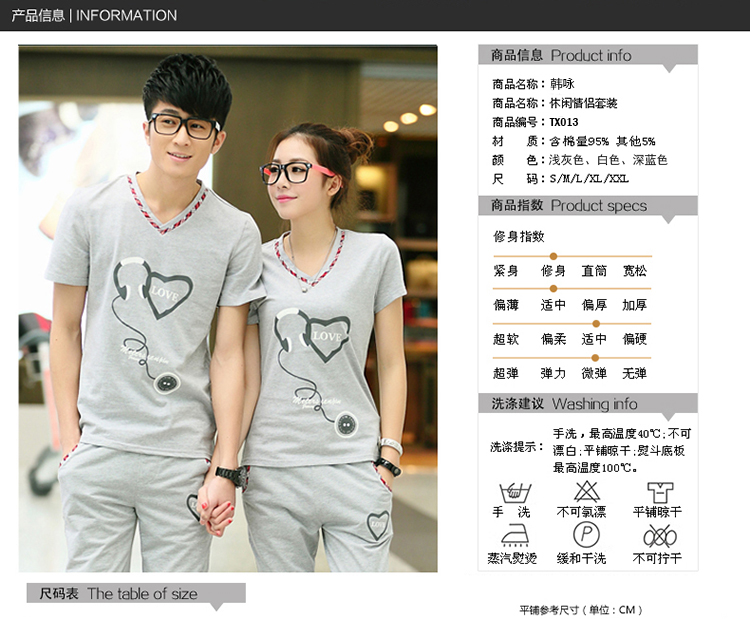 产品信息 | INFORMATION
LOVE
LOVE
商品信息 Product info
商品名称：韩咏
商品名称：休闲情侣套装
商品编号：TX013
材 质：含棉量95% 其他5%
颜 色：浅灰色、白色、深蓝色
尺 码：S/M/L/XL/XXL
商品指数 Product specs
修身指数
紧身 修身 直筒 宽松
偏薄 适中 偏厚 加厚
超软 偏柔 适中 偏硬
超弹 弹力 微弹 无弹
洗涤建议 Washing info
洗涤提示：手洗，最高温度40℃;不可
漂白;平铺晾干;熨斗底板
最高温度100℃。
手 洗 不可氯漂 平铺晾干
P
蒸汽熨烫 缓和干洗 不可拧干
尺码表 The table of size
平铺参考尺寸（单位：CM）